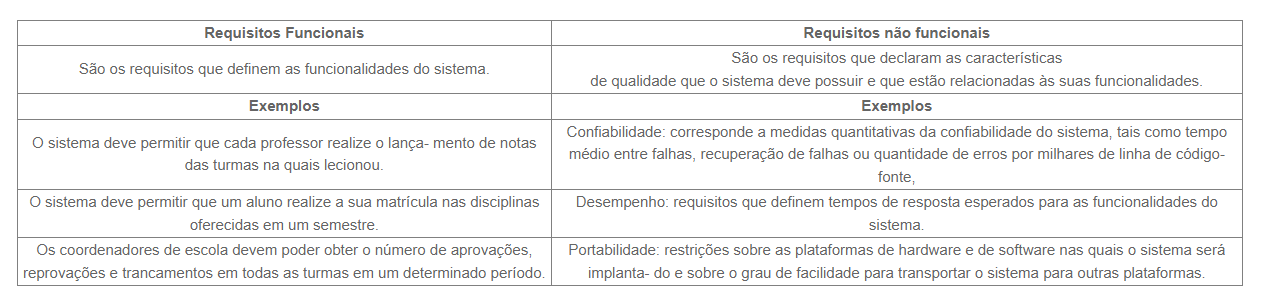 Requisitos Funcionais
Requisitos não funcionais
São os requisitos que definem as funcionalidades do sistema.
São os requisitos que declaram as características
de qualidade que o sistema deve possuir e que estão relacionadas às suas funcionalidades.
Exemplos
Exemplos
O sistema deve permitir que cada professor realize o lança- mento de notas
das turmas na quais lecionou.
Confiabilidade: corresponde a medidas quantitativas da confiabilidade do sistema, tais como tempo
médio entre falhas, recuperação de falhas ou quantidade de erros por milhares de linha de código-
fonte,
O sistema deve permitir que um aluno realize a sua matrícula nas disciplinas
oferecidas em um semestre.
Desempenho: requisitos que definem tempos de resposta esperados para as funcionalidades do
sistema.
Os coordenadores de escola devem poder obter o número de aprovações,
reprovações e trancamentos em todas as turmas em um determinado período.
Portabilidade: restrições sobre as plataformas de hardware e de software nas quais o sistema será
implanta- do e sobre o grau de facilidade para transportar o sistema para outras plataformas.